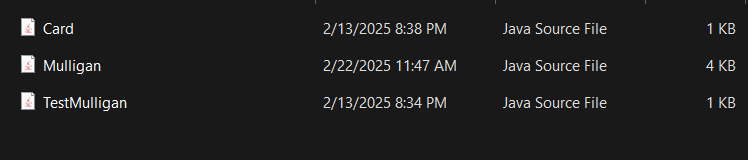 Card 2/13/2025 8:38 PM Java Source File 1 KB
Mulligan 2/22/2025 11:47 AM Java Source File 4 KB
TestMulligan 2/13/2025 8:34 PM Java Source File 1 KB